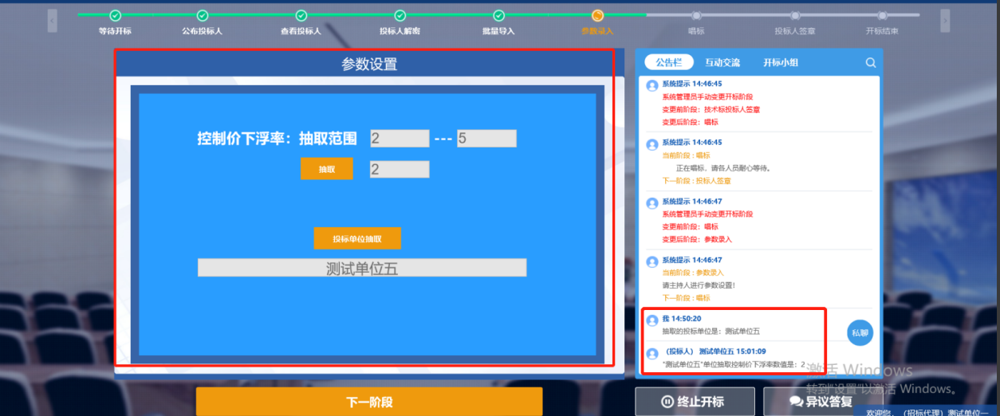 等待开标
公布投标人
查看投标人
投标人解密
批量导入
参数录入
唱标
投标人签章
开标结束
参数设置
控制价下浮率：抽取范围 2 --- 5
抽取 2
投标单位抽取
测试单位五
下一阶段
公告栏 互动交流 开标小组
系统提示 14:46:45
系统管理员手动变更开标阶段
变更前阶段：技术标投标人签章
变更后阶段：唱标
系统提示 14:46:45
当前阶段：唱标
正在唱标，请各人员耐心等待。
下一阶段：投标人签章
系统提示 14:46:47
系统管理员手动变更开标阶段
变更前阶段：唱标
变更后阶段：参数录入
系统提示 14:46:47
当前阶段：参数录入
请主持人进行参数设置！
下一阶段：唱标
我 14:50:20
抽取的投标单位是：测试单位五
私聊
（投标人） 测试单位五 15:01:09
"测试单位五"单位抽取控制价下浮率数值是：2
激活 Windows
转到"设置"以激活 Windows。
终止开标
异议答复
欢迎您，（招标代理）测试单位一